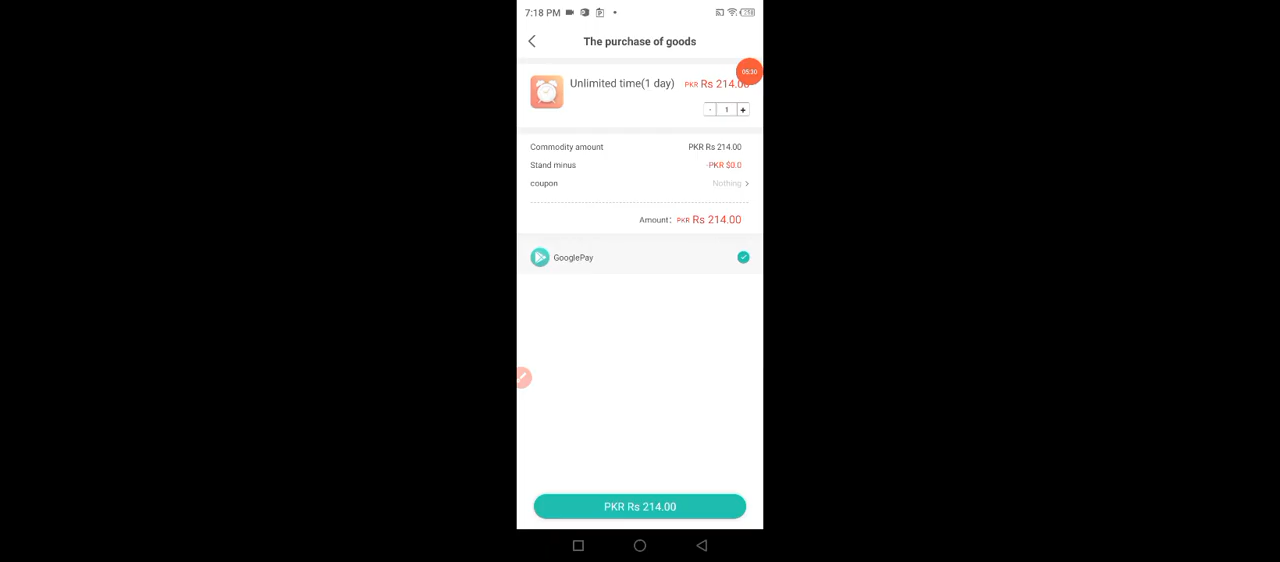 7:18 PM
The purchase of goods
05:30
Unlimited time(1 day) PKR Rs 214.00
- 1 +
Commodity amount PKR Rs 214.00
Stand minus -PKR $0.0
coupon Nothing >
Amount: PKR Rs 214.00
GooglePay
PKR Rs 214.00